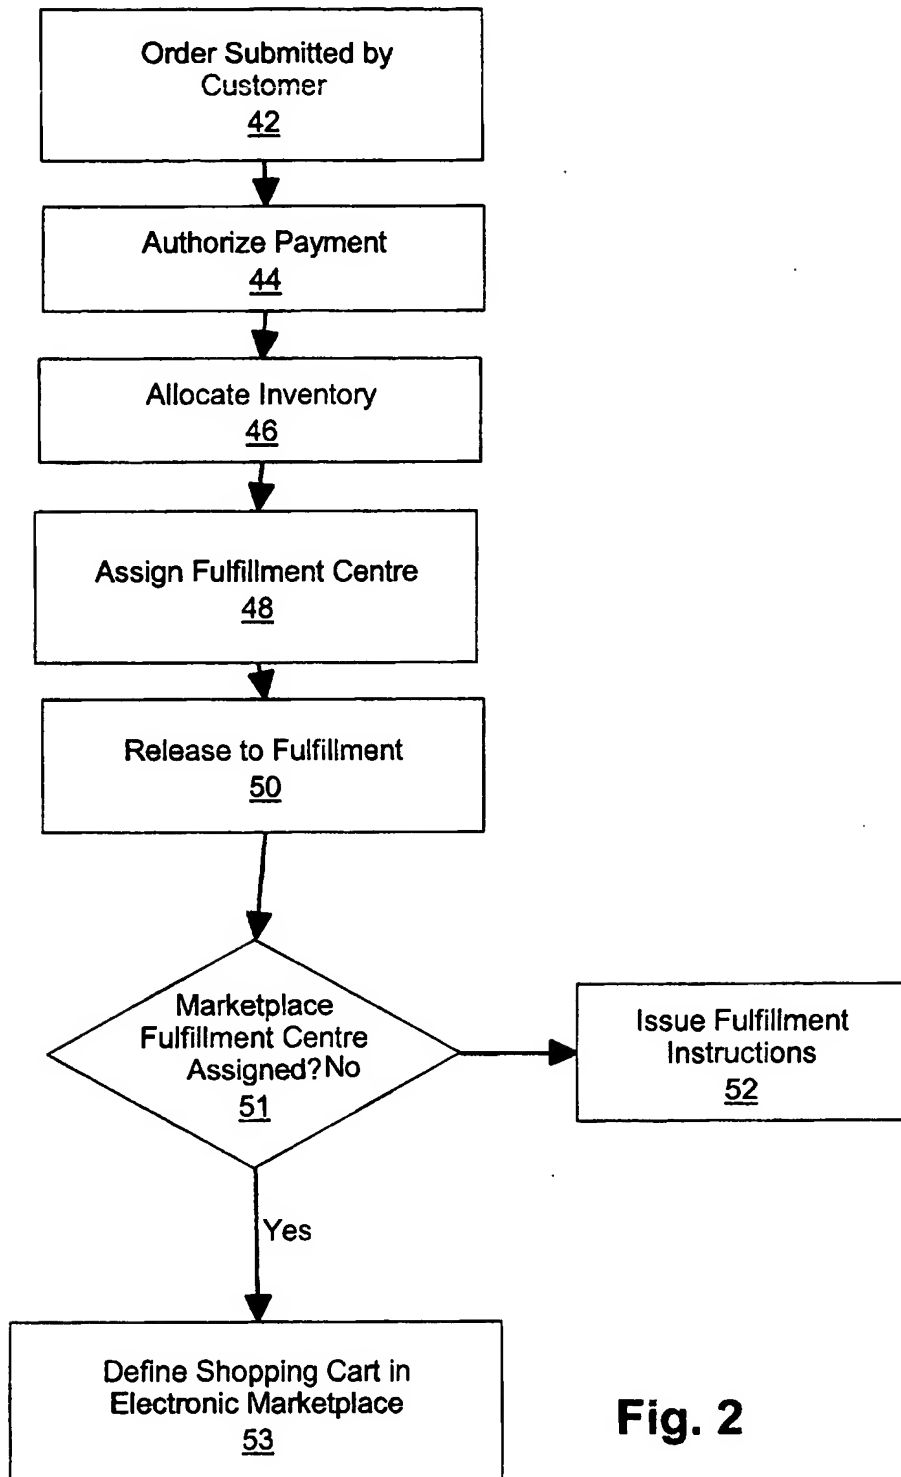 Order Submitted by
Customer
42
Authorize Payment
44
Allocate Inventory
46
Assign Fulfillment Centre
48
Release to Fulfillment
50
Marketplace
Fulfillment Centre
Assigned? No
51
Issue Fulfillment
Instructions
52
Yes
Define Shopping Cart in
Electronic Marketplace
53
Fig. 2